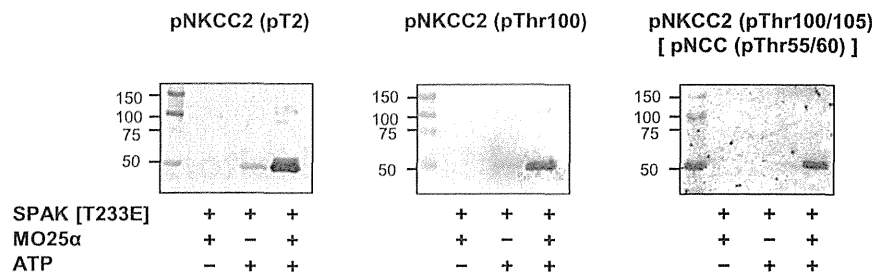 pNKCC2 (pT2)
pNKCC2 (pThr100)
pNKCC2 (pThr100/105)
[ pNCC (pThr55/60) ]
150
100
75
50
150
100
75
50
150
100
75
50
SPAK [T233E] + + + + + + + + +
MO25α + − + + − + + − +
ATP − + + − + + − + +